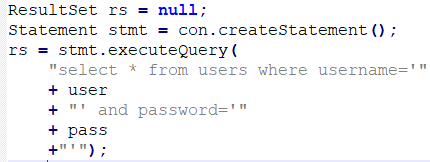 ResultSet rs = null;
Statement stmt = con.createStatement();
rs = stmt.executeQuery(
"select * from users where username='"
+ user
+ "' and password='"
+ pass
+"'");